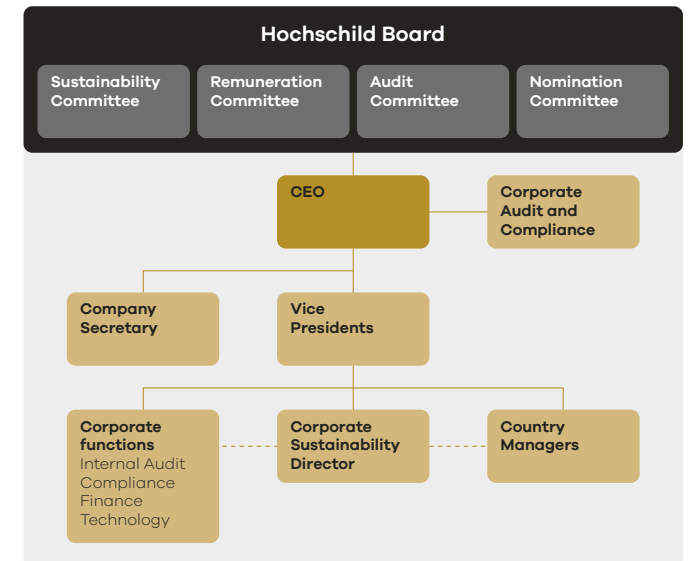 Hochschild Board
Sustainability
Committee
Remuneration
Committee
Audit
Committee
Nomination
Committee
CEO
Corporate
Audit and
Compliance
Company
Secretary
Vice
Presidents
Corporate
functions
Internal Audit
Compliance
Finance
Technology
Corporate
Sustainability
Director
Country
Managers